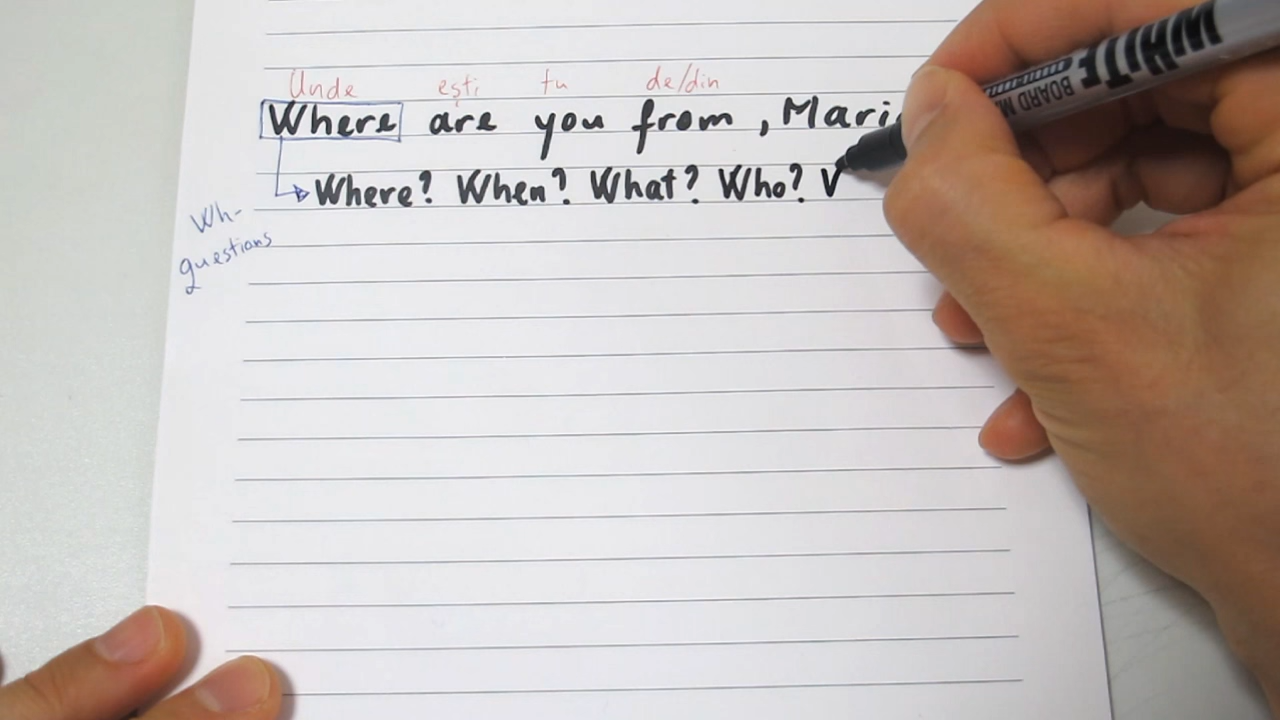 Unde ești tu de/din
Where are you from, Mari
Where? When? What? Who? V
Wh-
questions
WHITE
BOARD M